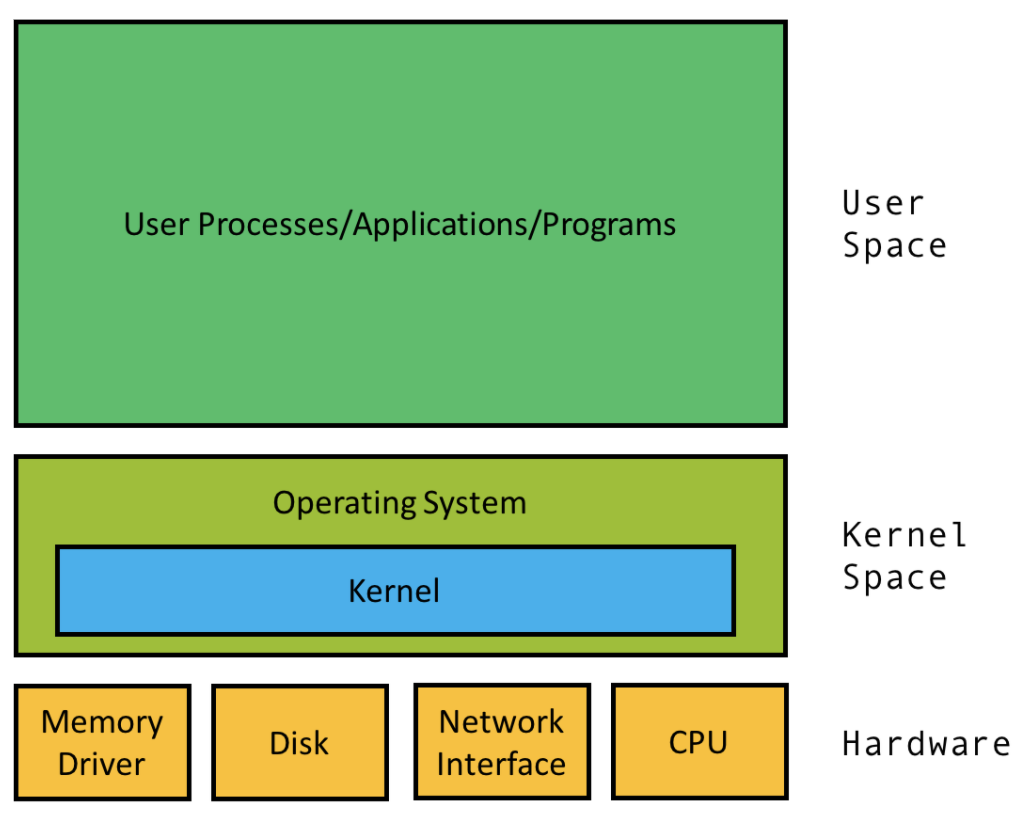 User Processes/Applications/Programs
User
Space
Operating System
Kernel
Kernel
Space
Memory
Driver
Disk
Network
Interface
CPU
Hardware